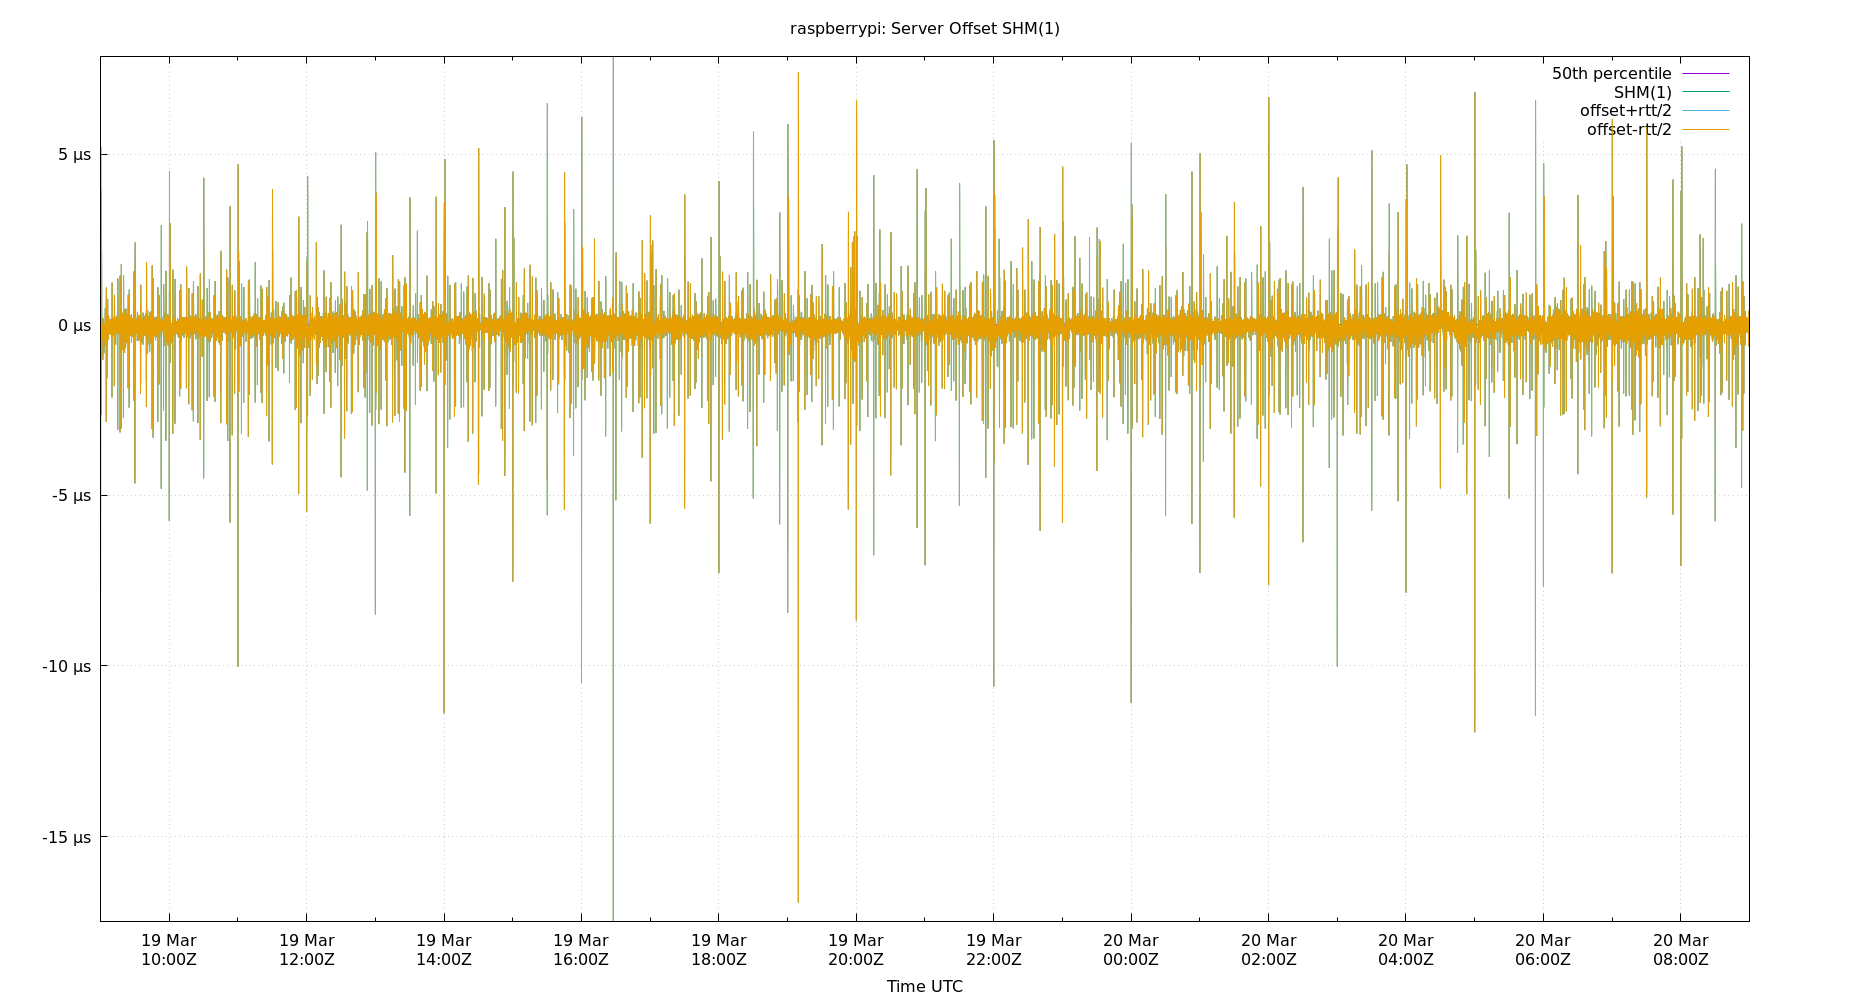 raspberrypi: Server Offset SHM(1)
50th percentile
SHM(1)
offset+rtt/2
offset-rtt/2
5 µs
0 µs
-5 µs
-10 µs
-15 µs
19 Mar 19 Mar 19 Mar 19 Mar 19 Mar 19 Mar 19 Mar 20 Mar 20 Mar 20 Mar 20 Mar 20 Mar
10:00Z 12:00Z 14:00Z 16:00Z 18:00Z 20:00Z 22:00Z 00:00Z 02:00Z 04:00Z 06:00Z 08:00Z
Time UTC